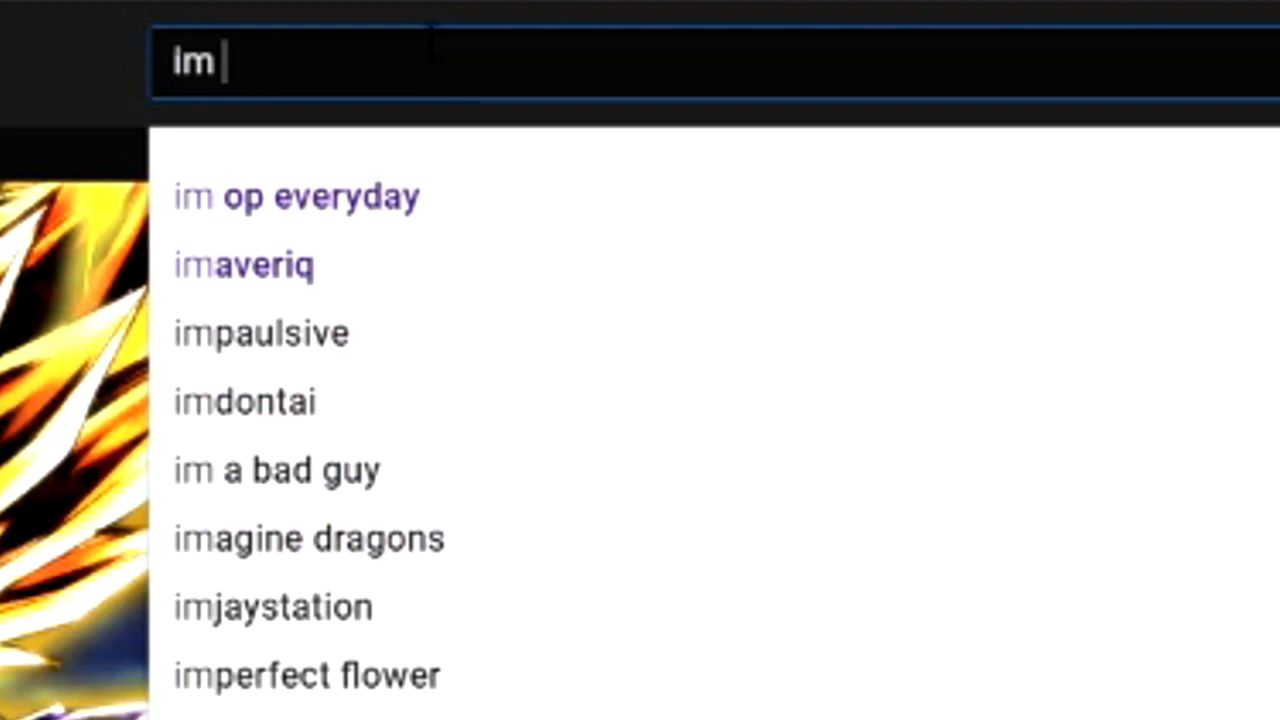 Im
im op everyday
imaveriq
impaulsive
imdontai
im a bad guy
imagine dragons
imjaystation
imperfect flower